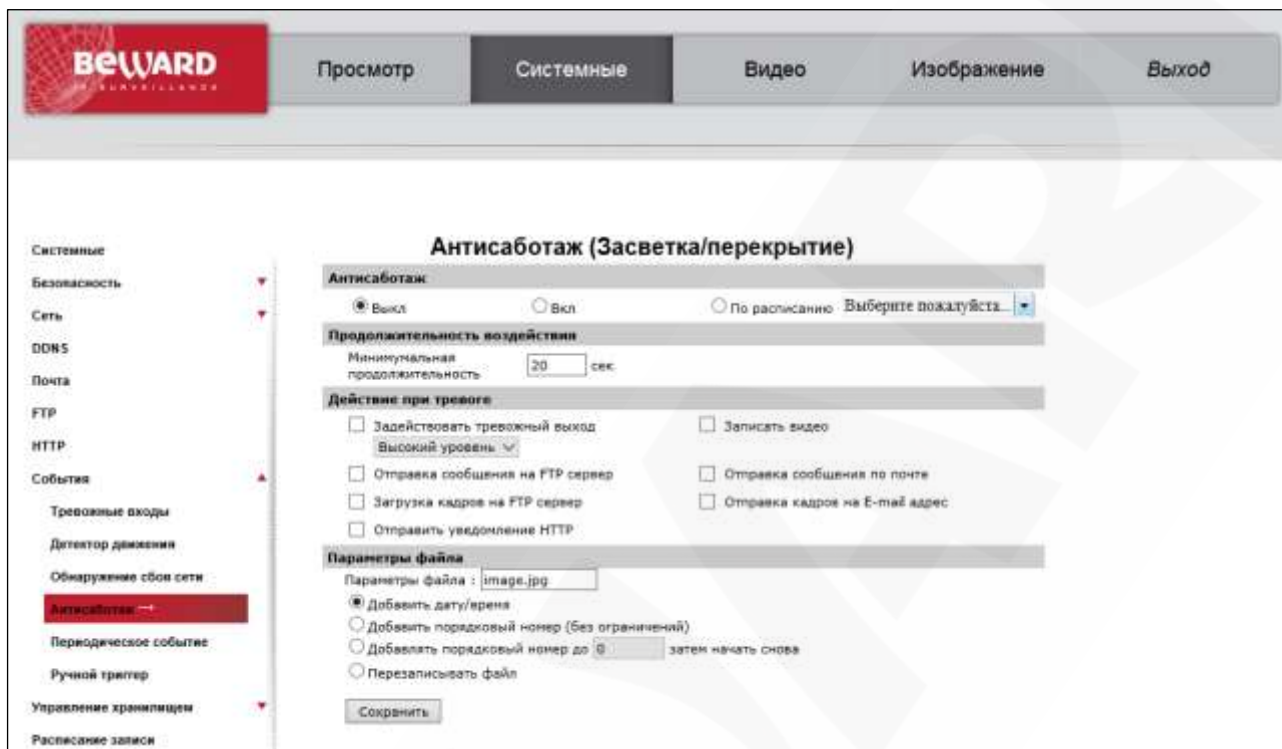 BEWARD
IP SURVEILLANCE
Просмотр
Системные
Видео
Изображение
Выход
Системные
Безопасность
Сеть
DDNS
Почта
FTP
HTTP
События
Тревожные входы
Детектор движения
Обнаружение сбоя сети
Антисаботаж
Периодическое событие
Ручной триггер
Управление хранилищем
Расписание записи
Антисаботаж (Засветка/перекрытие)
Антисаботаж
Выкл
Вкл
По расписанию Выберите пожалуйста...
Продолжительность воздействия
Минимумальная
продолжительность
20 сек
Действие при тревоге
Задействовать тревожный выход
Записать видео
Высокий уровень
Отправка сообщения на FTP сервер
Отправка сообщения по почте
Загрузка кадров на FTP сервер
Отправка кадров на E-mail адрес
Отправить уведомление HTTP
Параметры файла
Параметры файла : image.jpg
Добавить дату/время
Добавить порядковый номер (без ограничений)
Добавлять порядковый номер до 0 затем начать снова
Перезаписывать файл
Сохранить